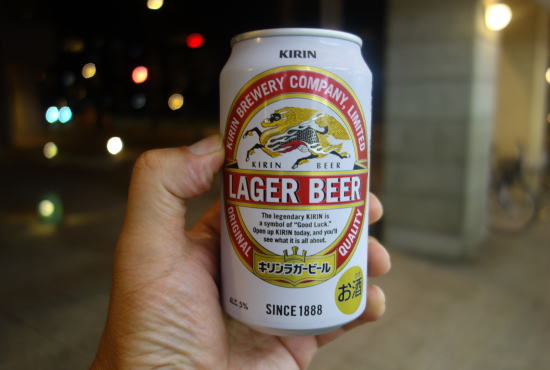 KIRIN
KIRIN BREWERY COMPANY, LIMITED
KIRIN BEER
LAGER BEER
The legendary KIRIN is
a symbol of "Good Luck."
Open up KIRIN today, and you'll
see what it is all about.
ORIGINAL QUALITY
キリンラガービール
お酒
ALC.5%
SINCE 1888